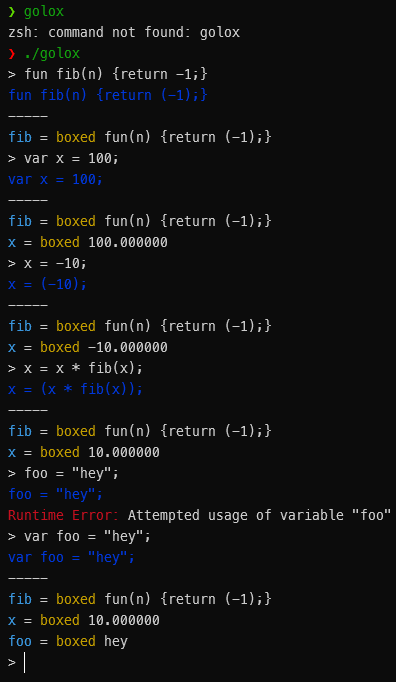 ❯ golox
zsh: command not found: golox
❯ ./golox
> fun fib(n) {return -1;}
fun fib(n) {return (-1);}
-----
fib = boxed fun(n) {return (-1);}
> var x = 100;
var x = 100;
-----
fib = boxed fun(n) {return (-1);}
x = boxed 100.000000
> x = -10;
x = (-10);
-----
fib = boxed fun(n) {return (-1);}
x = boxed -10.000000
> x = x * fib(x);
x = (x * fib(x));
-----
fib = boxed fun(n) {return (-1);}
x = boxed 10.000000
> foo = "hey";
foo = "hey";
Runtime Error: Attempted usage of variable "foo"
> var foo = "hey";
var foo = "hey";
-----
fib = boxed fun(n) {return (-1);}
x = boxed 10.000000
foo = boxed hey
>